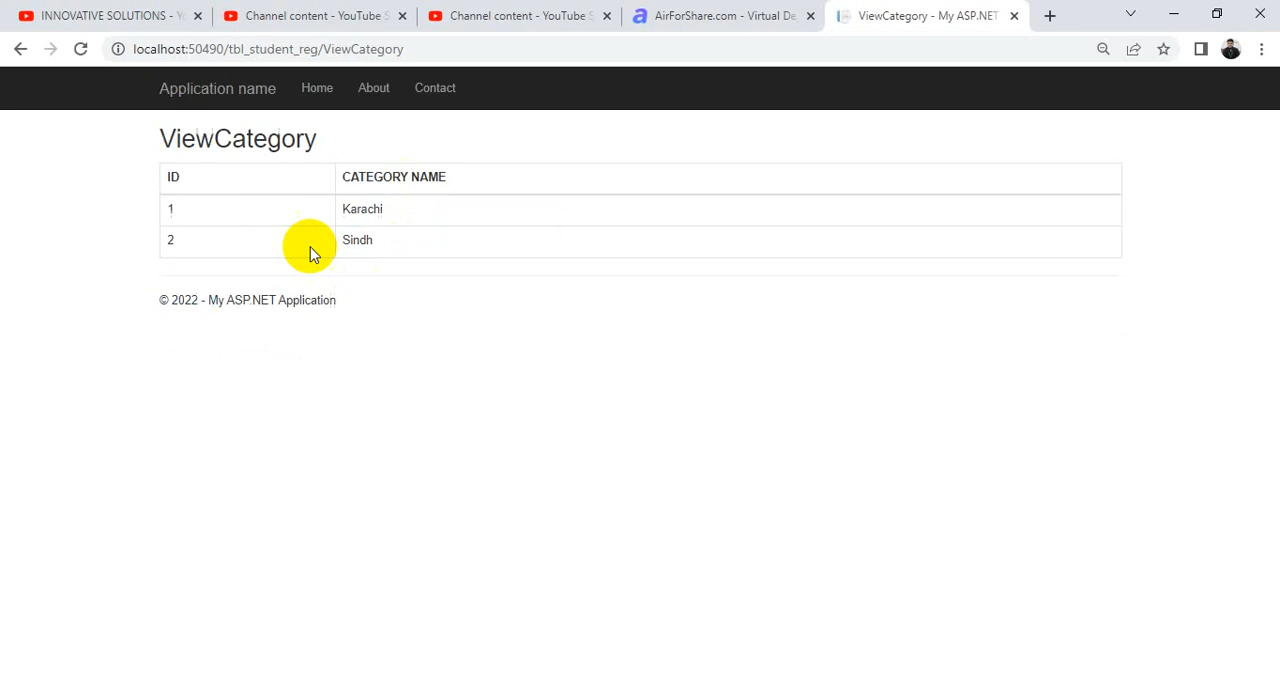 INNOVATIVE SOLUTIONS - Yo
Channel content - YouTube S
Channel content - YouTube S
AirForShare.com - Virtual De
ViewCategory - My ASP.NET
localhost:50490/tbl_student_reg/ViewCategory
Application name Home About Contact
ViewCategory
ID CATEGORY NAME
1 Karachi
2 Sindh
© 2022 - My ASP.NET Application